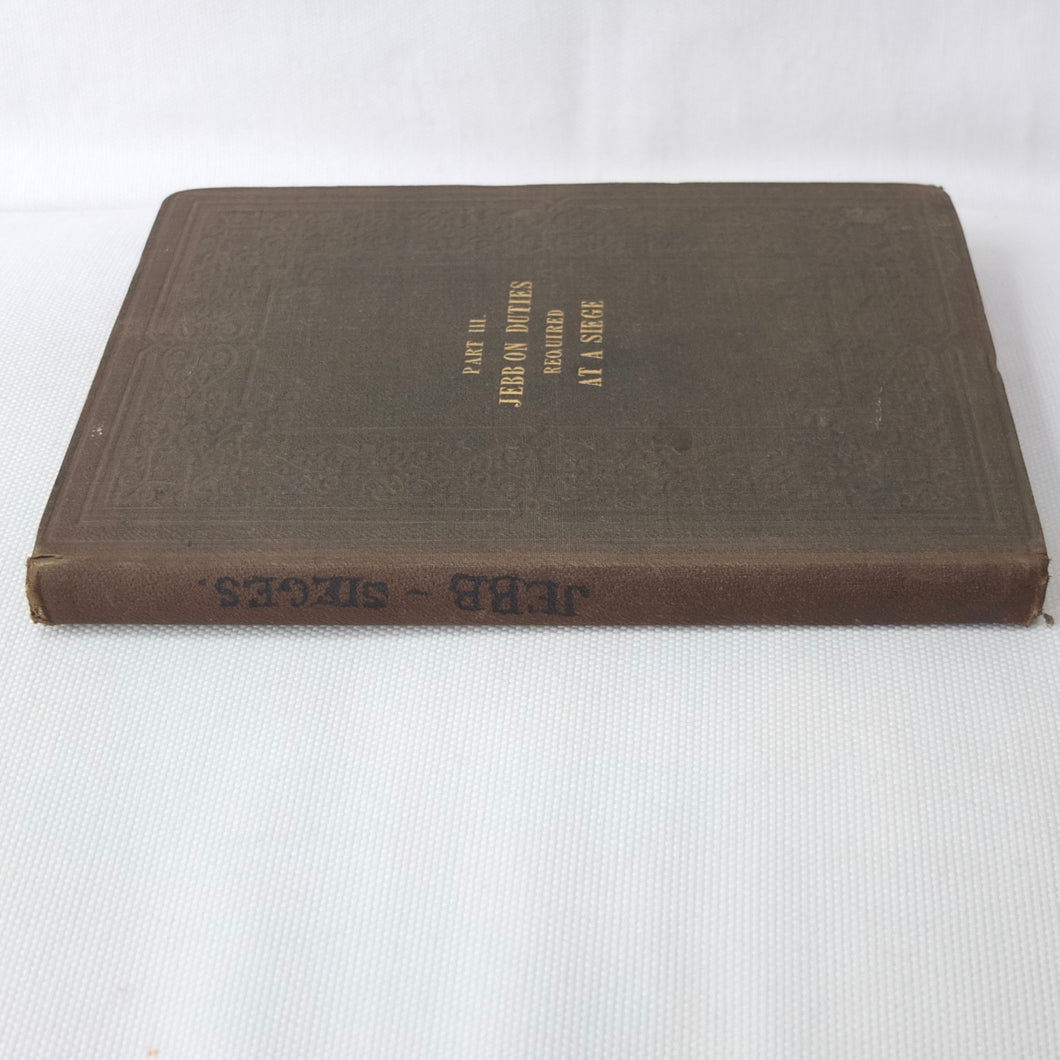 PART III.
JEBB ON DUTIES
REQUIRED
AT A SIEGE
JEBB - SIEGES.